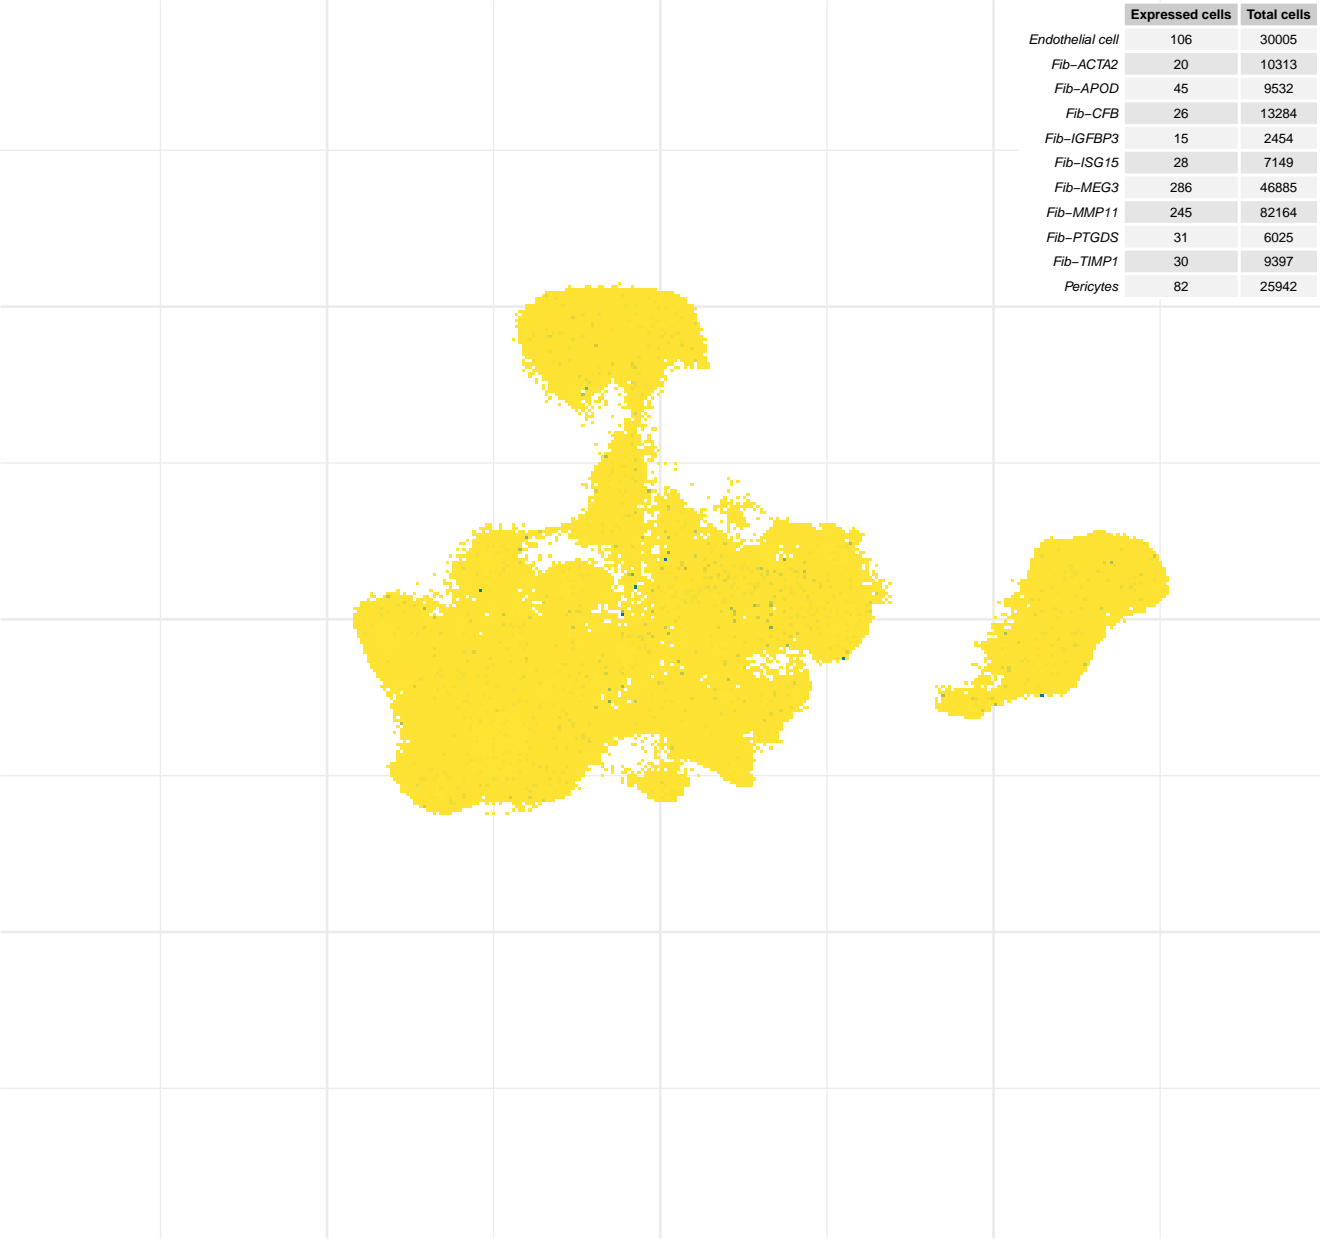 Expressed cells Total cells
Endothelial cell 106 30005
Fib−ACTA2 20 10313
Fib−APOD 45 9532
Fib−CFB 26 13284
Fib−IGFBP3 15 2454
Fib−ISG15 28 7149
Fib−MEG3 286 46885
Fib−MMP11 245 82164
Fib−PTGDS 31 6025
Fib−TIMP1 30 9397
Pericytes 82 25942